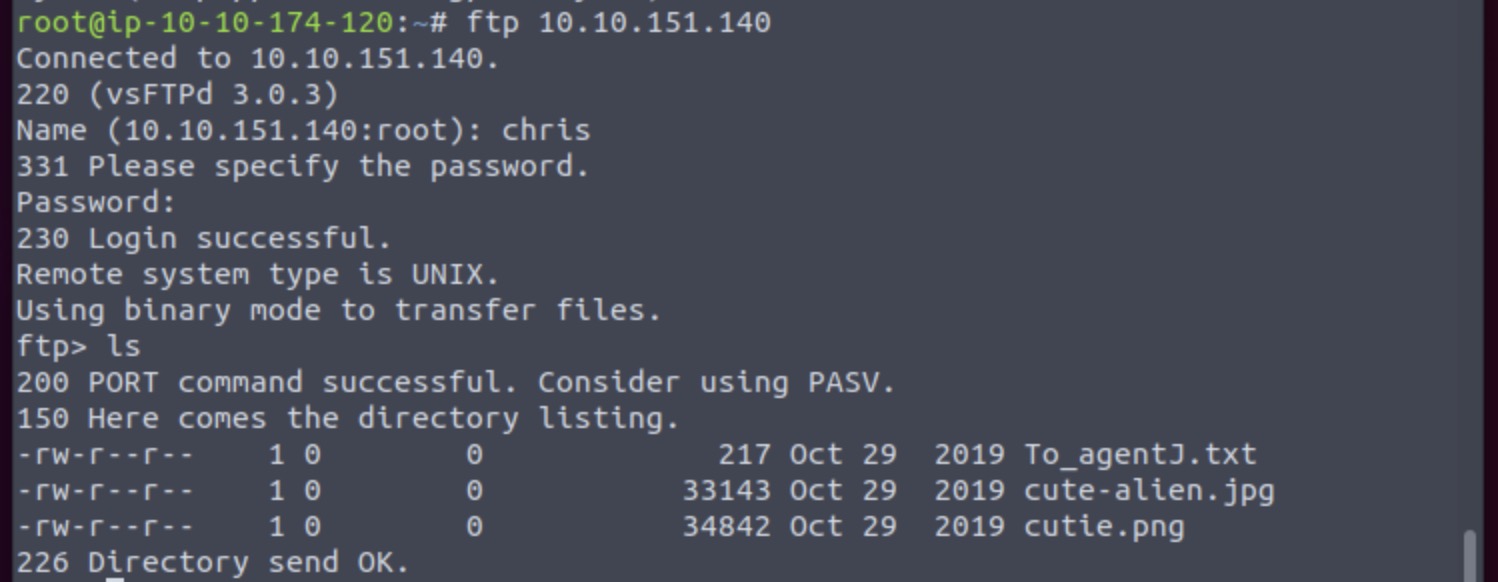 root@ip-10-10-174-120:~# ftp 10.10.151.140
Connected to 10.10.151.140.
220 (vsFTPd 3.0.3)
Name (10.10.151.140:root): chris
331 Please specify the password.
Password:
230 Login successful.
Remote system type is UNIX.
Using binary mode to transfer files.
ftp> ls
200 PORT command successful. Consider using PASV.
150 Here comes the directory listing.
-rw-r--r--    1 0        0             217 Oct 29  2019 To_agentJ.txt
-rw-r--r--    1 0        0           33143 Oct 29  2019 cute-alien.jpg
-rw-r--r--    1 0        0           34842 Oct 29  2019 cutie.png
226 Directory send OK.